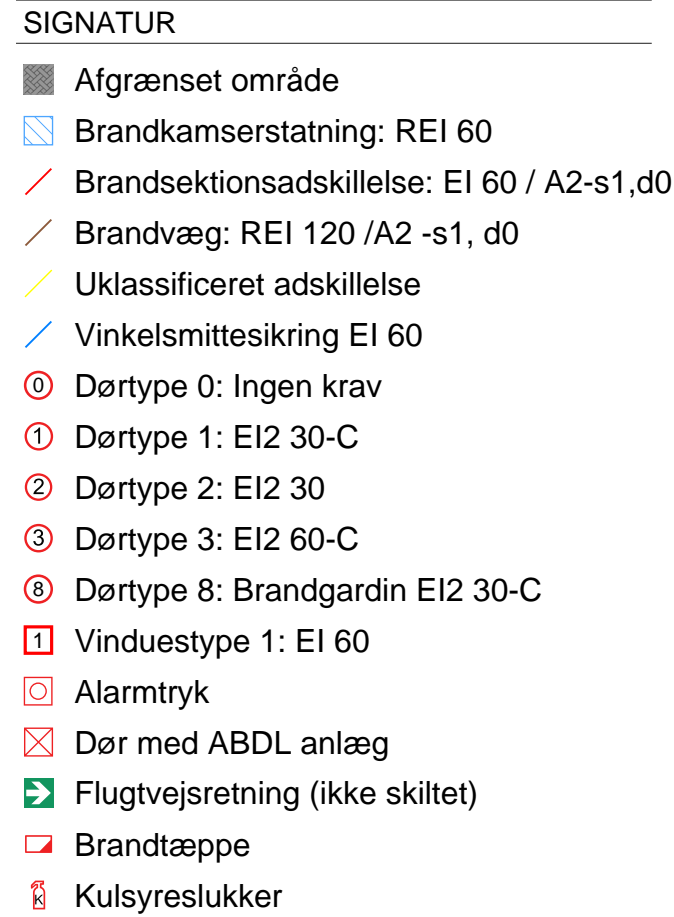 SIGNATUR
Afgrænset område
Brandkamserstatning: REI 60
Brandsektionsadskillelse: EI 60 / A2-s1,d0
Brandvæg: REI 120 /A2 -s1, d0
Uklassificeret adskillelse
Vinkelsmittesikring EI 60
0 Dørtype 0: Ingen krav
1 Dørtype 1: EI2 30-C
2 Dørtype 2: EI2 30
3 Dørtype 3: EI2 60-C
8 Dørtype 8: Brandgardin EI2 30-C
1 Vinduestype 1: EI 60
Alarmtryk
Dør med ABDL anlæg
Flugtvejsretning (ikke skiltet)
Brandtæppe
K Kulsyreslukker